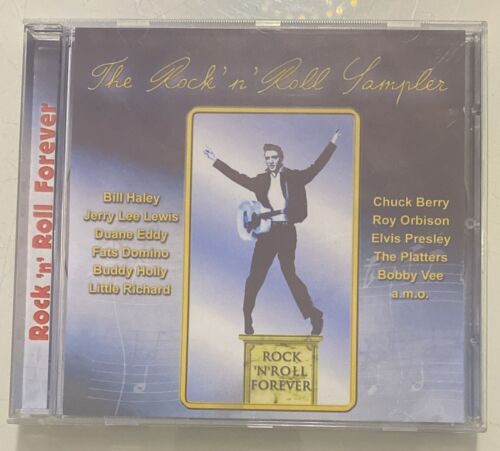 Rock 'n' Roll Forever
The Rock 'n' Roll Sampler
Bill Haley
Jerry Lee Lewis
Duane Eddy
Fats Domino
Buddy Holly
Little Richard
Chuck Berry
Roy Orbison
Elvis Presley
The Platters
Bobby Vee
a.m.o.
ROCK
'N'ROLL
FOREVER